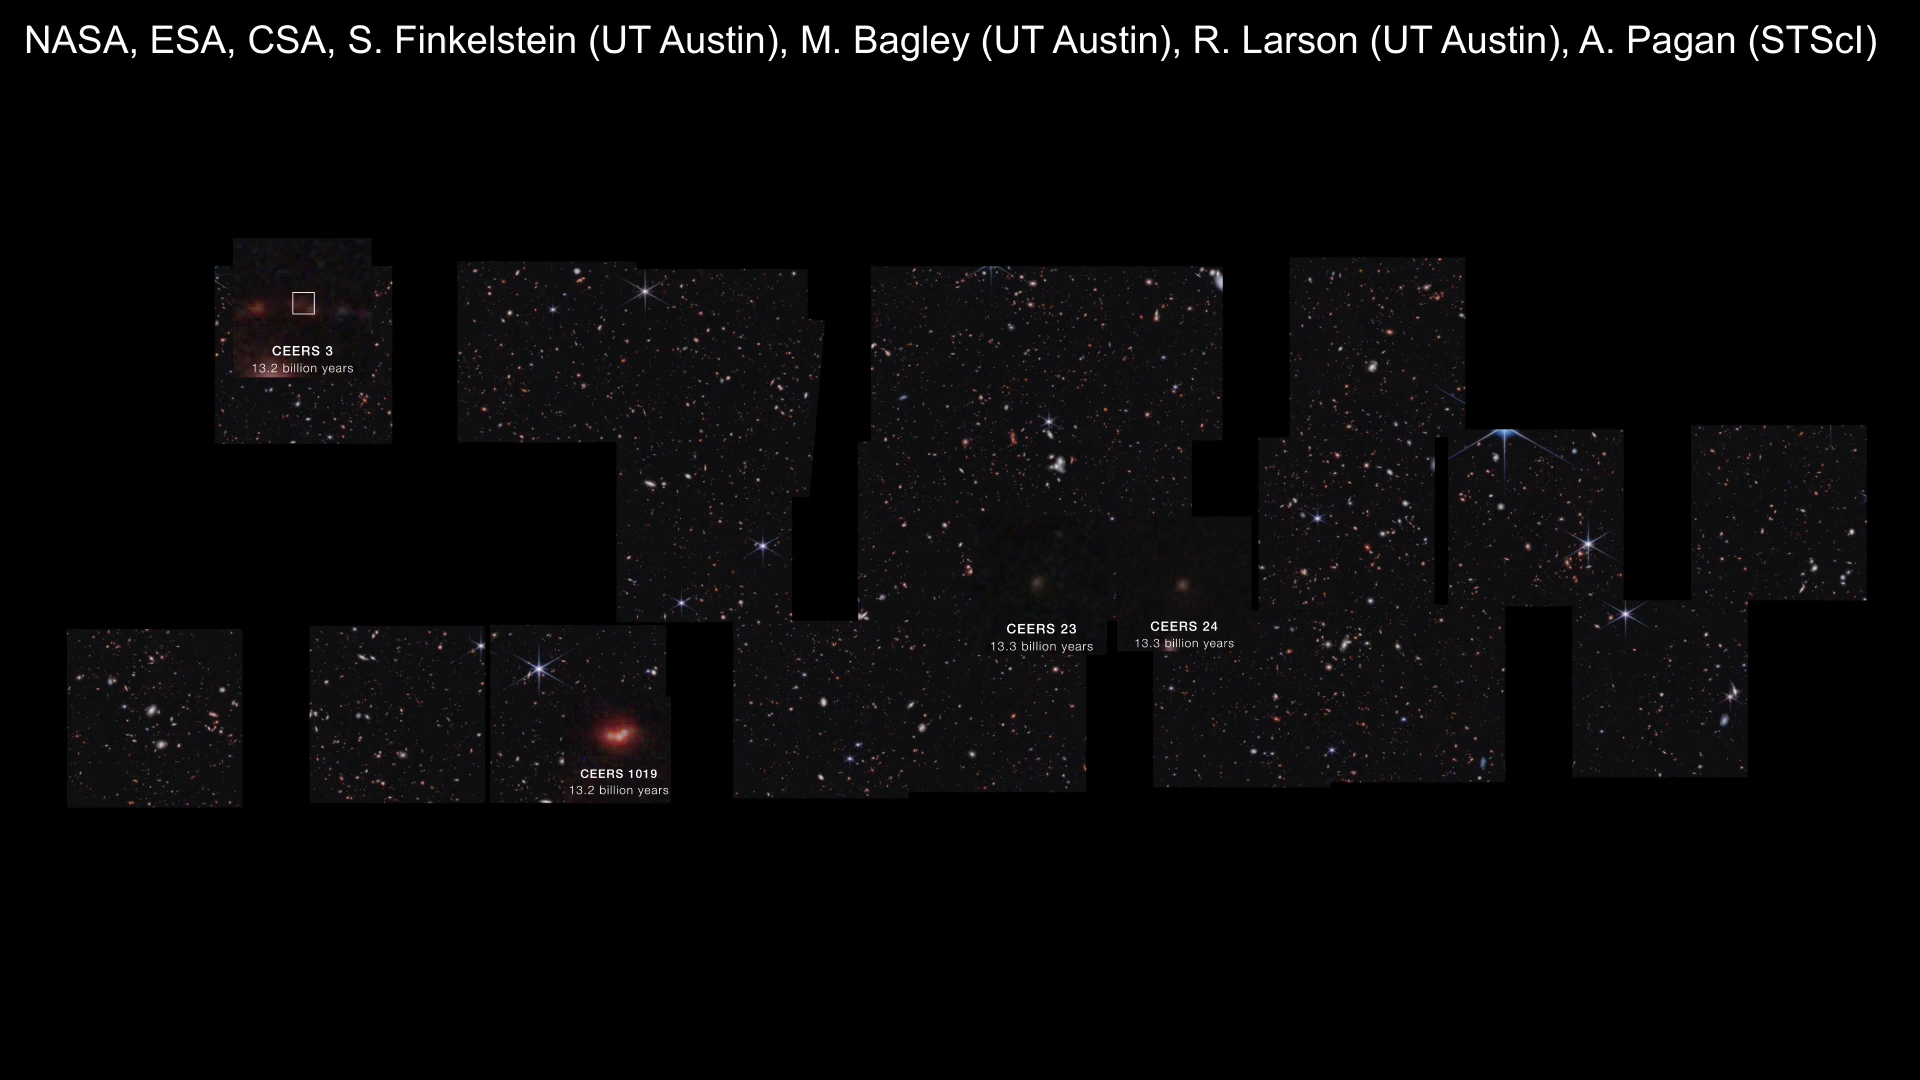 NASA, ESA, CSA, S. Finkelstein (UT Austin), M. Bagley (UT Austin), R. Larson (UT Austin), A. Pagan (STScI)
CEERS 3
13.2 billion years
CEERS 23
13.3 billion years
CEERS 24
13.3 billion years
CEERS 1019
13.2 billion years